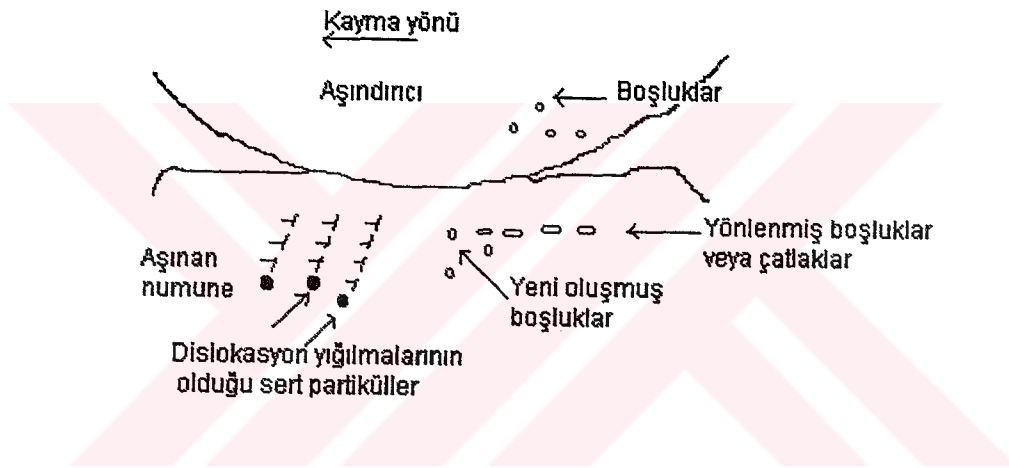 Kayma yönü
Aşındırıcı
Boşluklar
Aşınan
numune
Yönlenmiş boşluklar
veya çatlaklar
Yeni oluşmuş
boşluklar
Dislokasyon yığılmalarının
olduğu sert partiküller